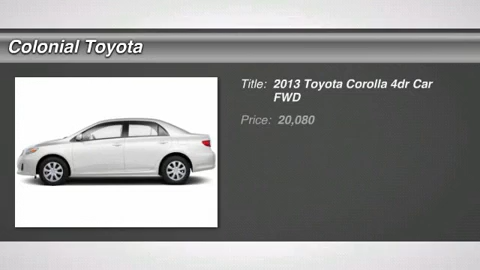 Colonial Toyota
Title: 2013 Toyota Corolla 4dr Car
FWD
Price: 20,080